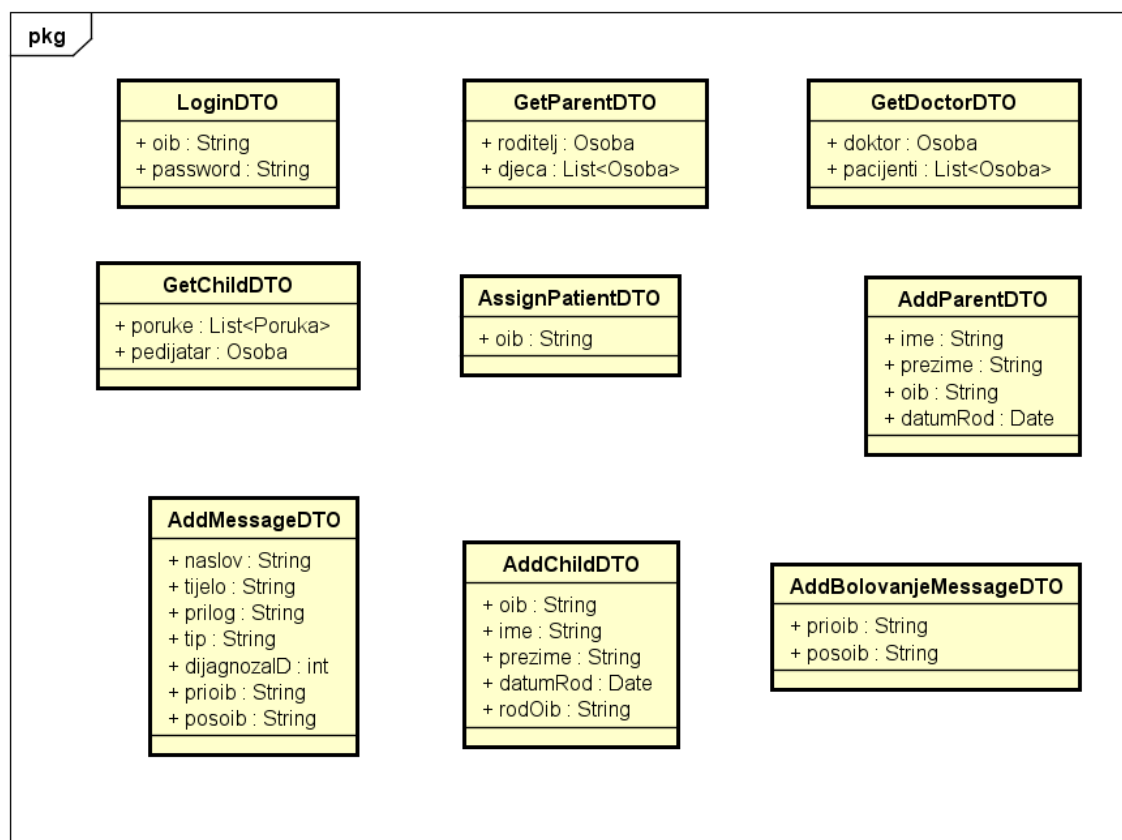 pkg
LoginDTO
+ oib : String
+ password : String
GetParentDTO
+ roditelj : Osoba
+ djeca : List<Osoba>
GetDoctorDTO
+ doktor : Osoba
+ pacijenti : List<Osoba>
GetChildDTO
+ poruke : List<Poruka>
+ pedijatar : Osoba
AssignPatientDTO
+ oib : String
AddParentDTO
+ ime : String
+ prezime : String
+ oib : String
+ datumRod : Date
AddMessageDTO
+ naslov : String
+ tijelo : String
+ prilog : String
+ tip : String
+ dijagnozaID : int
+ prioib : String
+ posoib : String
AddChildDTO
+ oib : String
+ ime : String
+ prezime : String
+ datumRod : Date
+ rodOib : String
AddBolovanjeMessageDTO
+ prioib : String
+ posoib : String